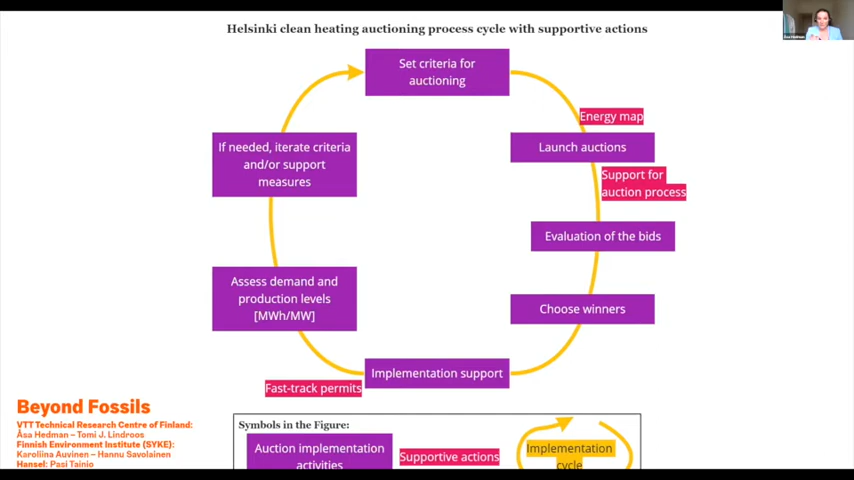 Helsinki clean heating auctioning process cycle with supportive actions
Set criteria for
auctioning
Energy map
Launch auctions
Support for
auction process
Evaluation of the bids
Choose winners
Implementation support
Fast-track permits
Assess demand and
production levels
[MWh/MW]
If needed, iterate criteria
and/or support
measures
Beyond Fossils
VTT Technical Research Centre of Finland:
Åsa Hedman – Tomi J. Lindroos
Finnish Environment Institute (SYKE):
Karoliina Auvinen – Hannu Savolainen
Hansel: Pasi Tainio
Symbols in the Figure:
Auction implementation
activities
Supportive actions
Implementation
cycle